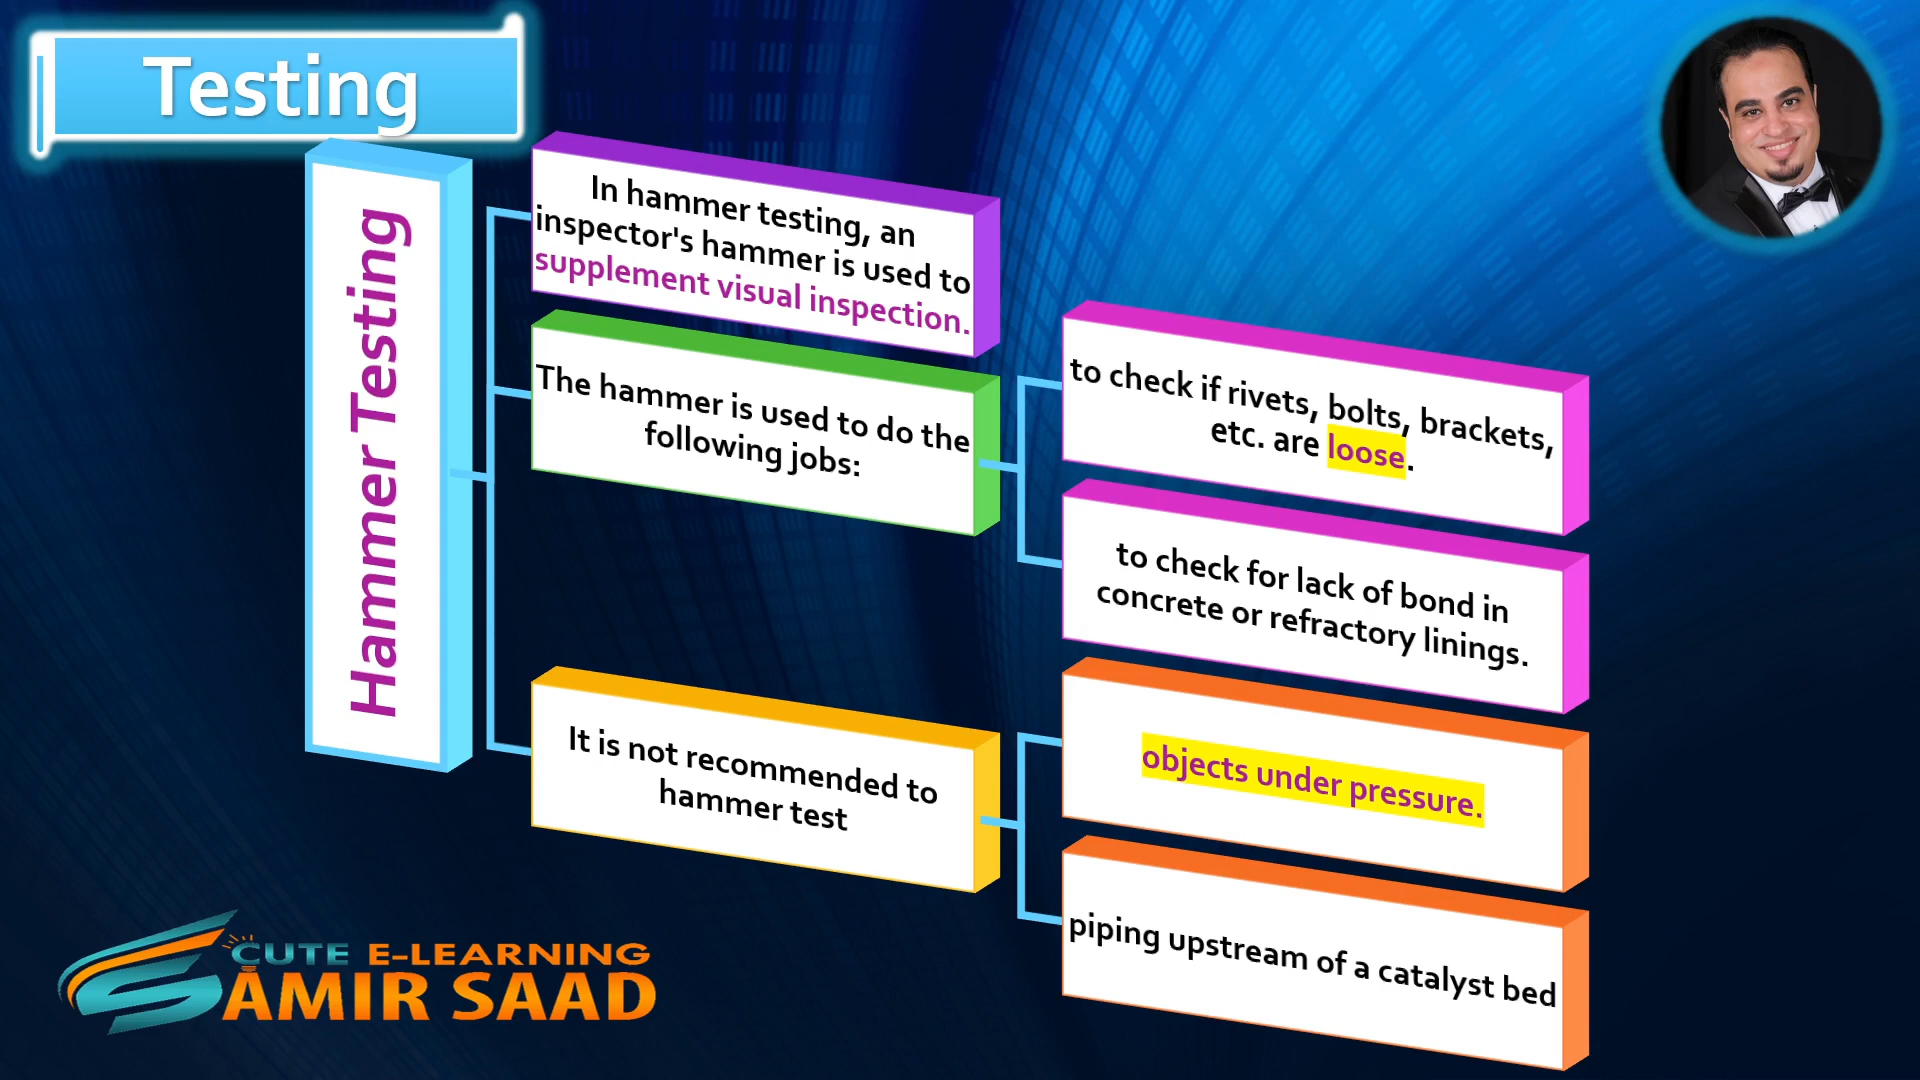 Testing
Hammer Testing
In hammer testing, an
inspector's hammer is used to
supplement visual inspection.
The hammer is used to do the
following jobs:
to check if rivets, bolts, brackets,
etc. are loose.
to check for lack of bond in
concrete or refractory linings.
It is not recommended to
hammer test
objects under pressure.
piping upstream of a catalyst bed
CUTE E-LEARNING
AMIR SAAD